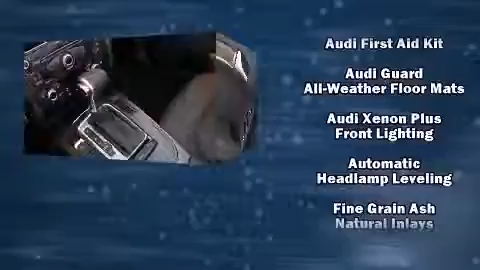 Audi First Aid Kit
Audi Guard
All-Weather Floor Mats
Audi Xenon Plus
Front Lighting
Automatic
Headlamp Leveling
Fine Grain Ash
Natural Inlays